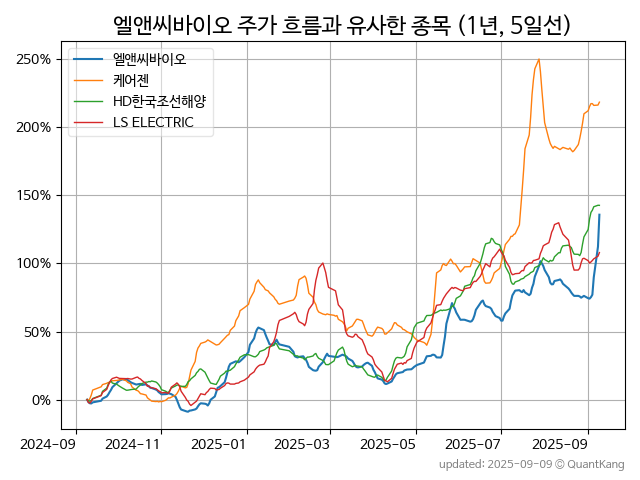 엘앤씨바이오 주가 흐름과 유사한 종목 (1년, 5일선)
엘앤씨바이오
케어젠
HD한국조선해양
LS ELECTRIC
250%
200%
150%
100%
50%
0%
2024-09
2024-11
2025-01
2025-03
2025-05
2025-07
2025-09
updated: 2025-09-09 © QuantKang